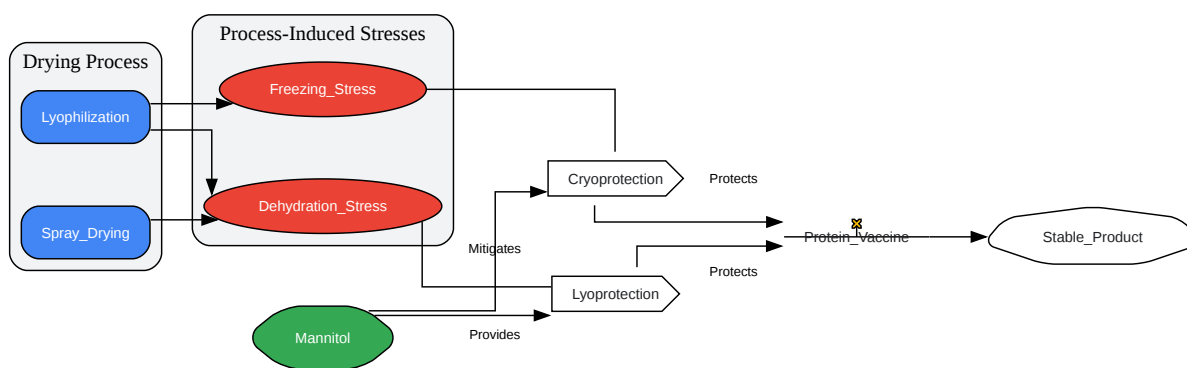 Process-Induced Stresses
Drying Process
Freezing_Stress
Lyophilization
Cryoprotection
Protects
Dehydration_Stress
Spray_Drying
Mitigates
Protein_Vaccine
Stable_Product
Protects
Lyoprotection
Provides
Mannitol